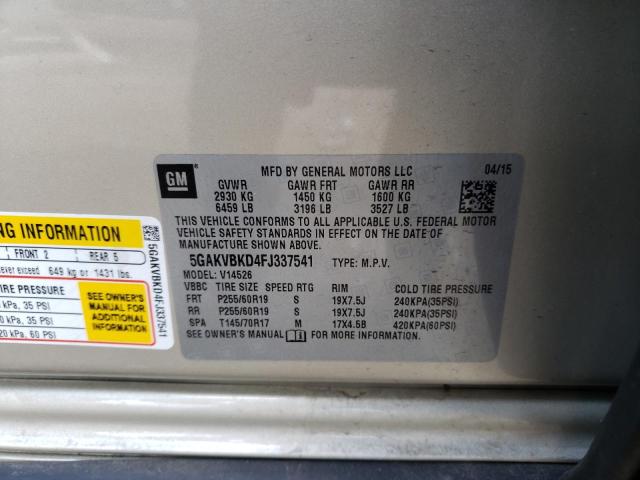 GM
MFD BY GENERAL MOTORS LLC 04/15
GVWR GAWR FRT GAWR RR
2930 KG 1450 KG 1600 KG
6459 LB 3196 LB 3527 LB
THIS VEHICLE CONFORMS TO ALL APPLICABLE U.S. FEDERAL MOTOR
VEHICLE SAFETY STANDARDS IN EFFECT ON THE DATE OF
MANUFACTURE SHOWN ABOVE.
5GAKVBKD4FJ337541 TYPE: M.P.V.
MODEL: V14526
VBBC TIRE SIZE SPEED RTG RIM COLD TIRE PRESSURE
FRT P255/60R19 S 19X7.5J 240KPA(35PSI)
RR P255/60R19 S 19X7.5J 240KPA(35PSI)
SPA T145/70R17 M 17X4.5B 420KPA(60PSI)
SEE OWNER'S MANUAL FOR MORE INFORMATION.
NG INFORMATION
FRONT 2 REAR 5
ever exceed 649 kg or 1431 lbs.
IRE PRESSURE
kPa, 35 PSI
kPa, 35 PSI
20 kPa, 60 PSI
SEE OWNER'S
MANUAL FOR
ADDITIONAL
INFORMATION
5GAKVBKD4FJ337541